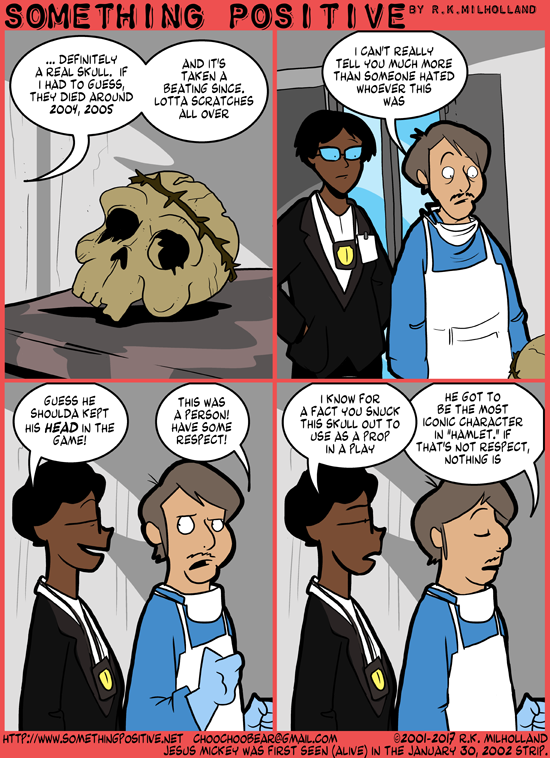 SOMETHING POSITIVE BY R.K.MILHOLLAND
... DEFINITELY
A REAL SKULL. IF
I HAD TO GUESS,
THEY DIED AROUND
2004, 2005
AND IT'S
TAKEN A
BEATING SINCE.
LOTTA SCRATCHES
ALL OVER
I CAN'T REALLY
TELL YOU MUCH MORE
THAN SOMEONE HATED
WHOEVER THIS
WAS
GUESS HE
SHOULDA KEPT
HIS HEAD IN THE
GAME!
THIS WAS
A PERSON!
HAVE SOME
RESPECT!
I KNOW FOR
A FACT YOU SNUCK
THIS SKULL OUT TO
USE AS A PROP
IN A PLAY
HE GOT TO
BE THE MOST
ICONIC CHARACTER
IN "HAMLET." IF
THAT'S NOT RESPECT,
NOTHING IS
HTTP://WWW.SOMETHINGPOSITIVE.NET CHOOCHOOBEAR@GMAIL.COM ©2001-2017 R.K. MILHOLLAND
JESUS MICKEY WAS FIRST SEEN (ALIVE) IN THE JANUARY 30, 2002 STRIP.